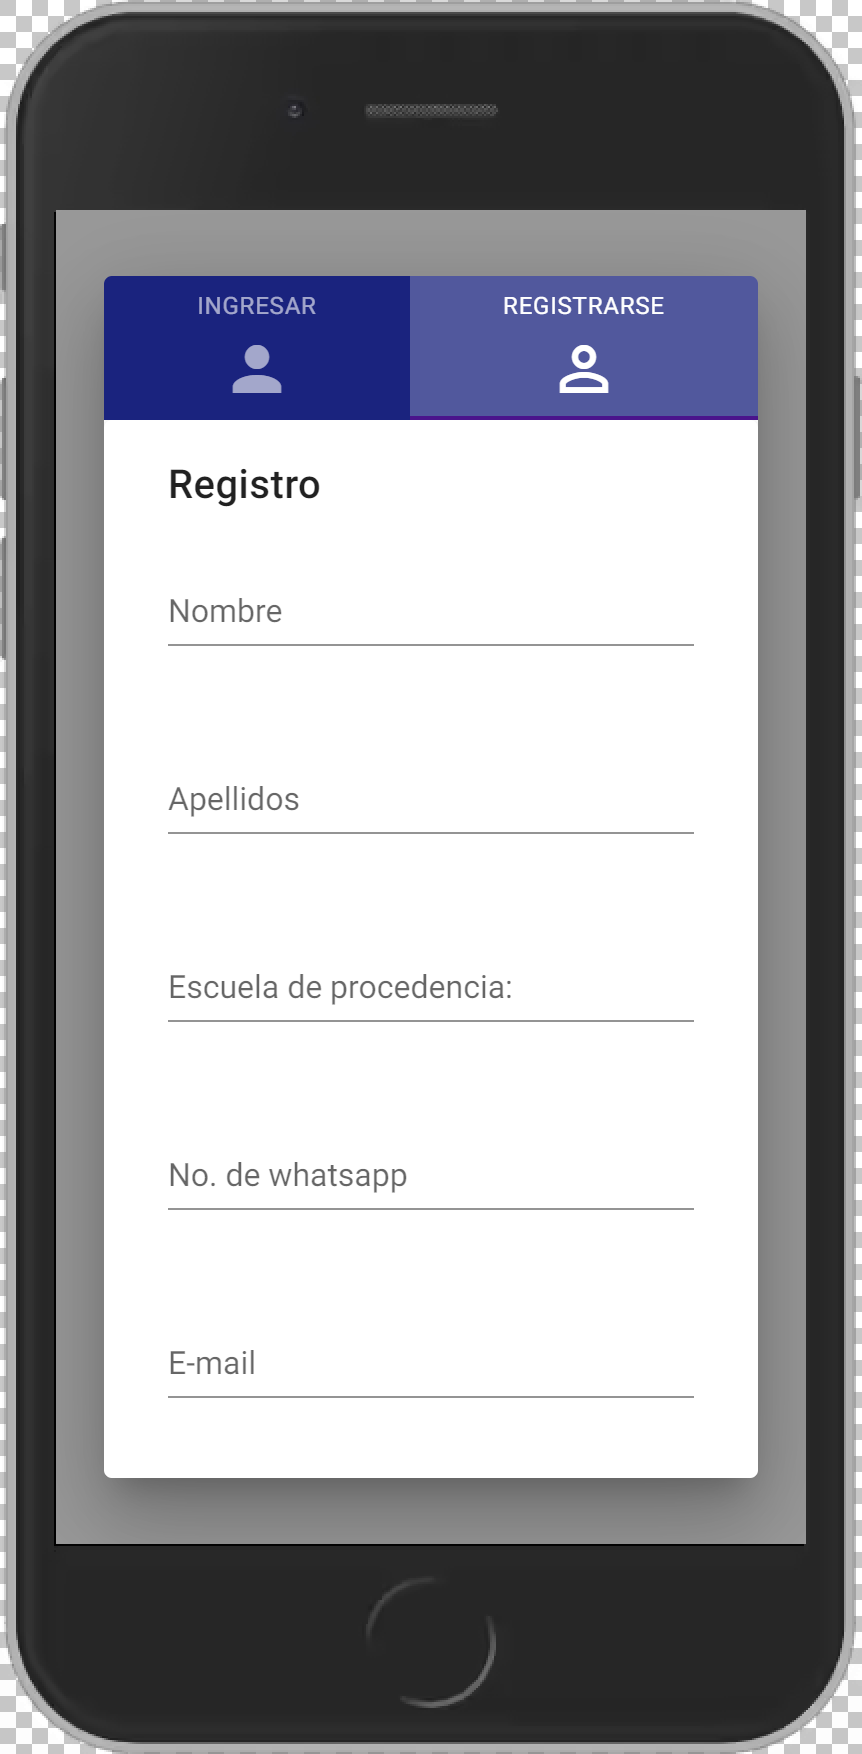 INGRESAR
REGISTRARSE
Registro
Nombre
Apellidos
Escuela de procedencia:
No. de whatsapp
E-mail